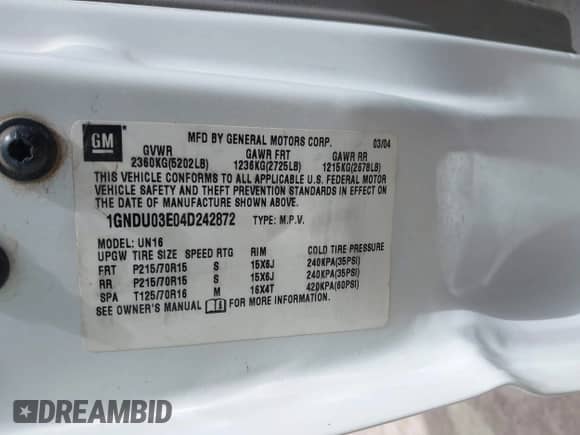 GM
MFD BY GENERAL MOTORS CORP. 03/04
GVWR GAWR FRT GAWR RR
2360KG(5202LB) 1236KG(2725LB) 1215KG(2678LB)
THIS VEHICLE CONFORMS TO ALL APPLICABLE U.S. FEDERAL MOTOR
VEHICLE SAFETY AND THEFT PREVENTION STANDARDS IN EFFECT ON
THE DATE OF MANUFACTURE SHOWN ABOVE.
1GNDU03E04D242872 TYPE: M.P.V.
MODEL: UN16
UPGW TIRE SIZE SPEED RTG RIM COLD TIRE PRESSURE
FRT P215/70R15 S 15X6J 240KPA(35PSI)
RR P215/70R15 S 15X6J 240KPA(35PSI)
SPA T125/70R16 M 16X4T 420KPA(60PSI)
SEE OWNER'S MANUAL FOR MORE INFORMATION.
DREAMBID